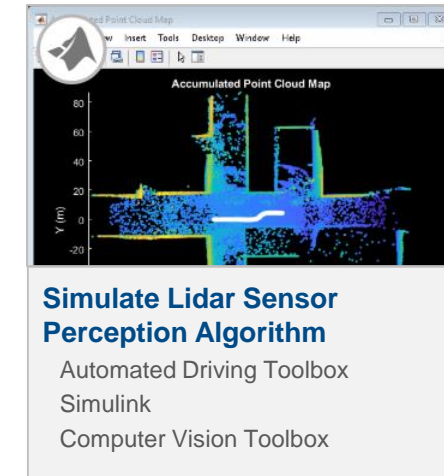 Accumulated Point Cloud Map
Insert Tools Desktop Window Help
Accumulated Point Cloud Map
80
60
40
20
0
-20
Y (m)
Simulate Lidar Sensor
Perception Algorithm
Automated Driving Toolbox
Simulink
Computer Vision Toolbox